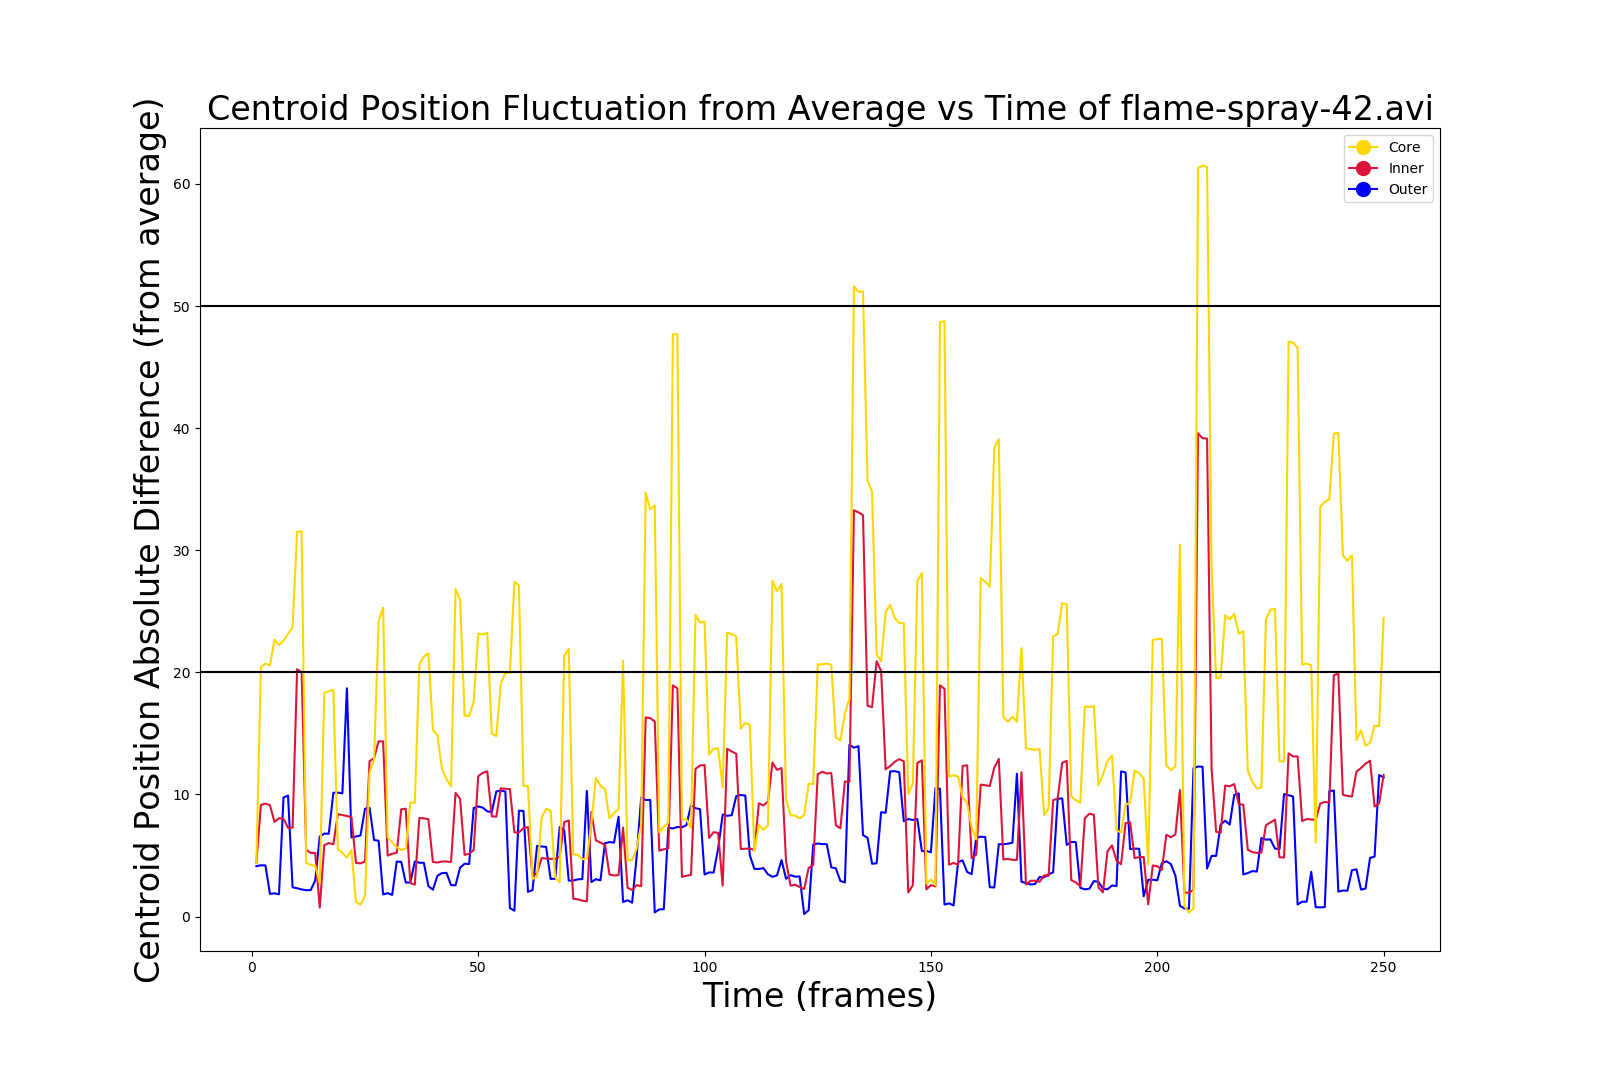 Centroid Position Fluctuation from Average vs Time of flame-spray-42.avi
Centroid Position Absolute Difference (from average)
60
50
40
30
20
10
0
Core
Inner
Outer
0 50 100 150 200 250
Time (frames)